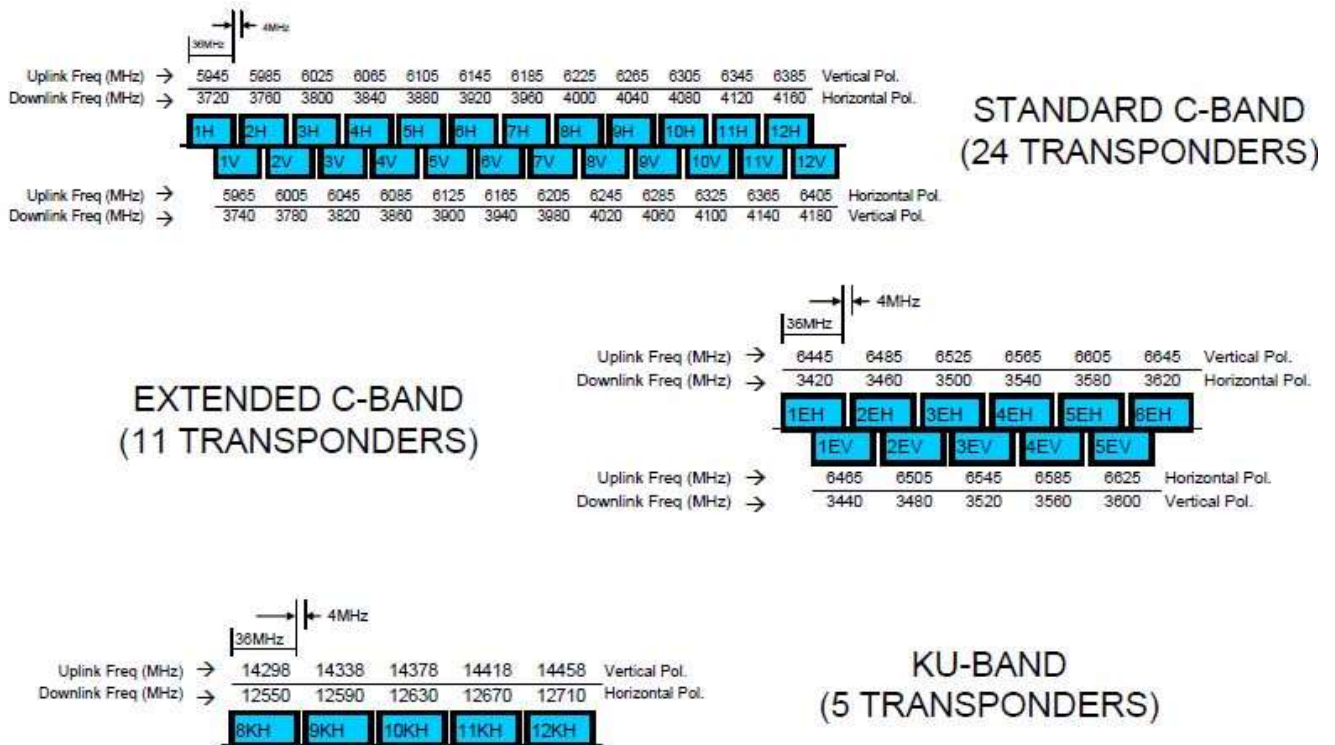 4MHz
36MHz
Uplink Freq (MHz) → 5945 5985 6025 6065 6105 6145 6185 6225 6265 6305 6345 6385 Vertical Pol.
Downlink Freq (MHz) → 3720 3760 3800 3840 3880 3920 3960 4000 4040 4080 4120 4160 Horizontal Pol.
1H 2H 3H 4H 5H 6H 7H 8H 9H 10H 11H 12H
1V 2V 3V 4V 5V 6V 7V 8V 9V 10V 11V 12V
Uplink Freq (MHz) → 5965 6005 6045 6085 6125 6165 6205 6245 6285 6325 6365 6405 Horizontal Pol.
Downlink Freq (MHz) → 3740 3780 3820 3860 3900 3940 3980 4020 4060 4100 4140 4180 Vertical Pol.
STANDARD C-BAND
(24 TRANSPONDERS)
4MHz
36MHz
Uplink Freq (MHz) → 6445 6485 6525 6565 6605 6645 Vertical Pol.
Downlink Freq (MHz) → 3420 3460 3500 3540 3580 3620 Horizontal Pol.
1EH 2EH 3EH 4EH 5EH 6EH
1EV 2EV 3EV 4EV 5EV
Uplink Freq (MHz) → 6465 6505 6545 6585 6625 Horizontal Pol.
Downlink Freq (MHz) → 3440 3480 3520 3560 3600 Vertical Pol.
EXTENDED C-BAND
(11 TRANSPONDERS)
4MHz
36MHz
Uplink Freq (MHz) → 14298 14338 14378 14418 14458 Vertical Pol.
Downlink Freq (MHz) → 12550 12590 12630 12670 12710 Horizontal Pol.
8KH 9KH 10KH 11KH 12KH
KU-BAND
(5 TRANSPONDERS)